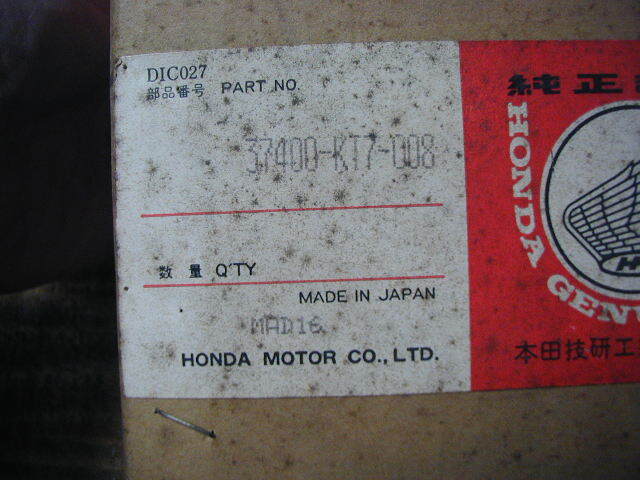 DIC027
部品番号 PART NO.
37400-KT7-008
数量 Q'TY
MADE IN JAPAN
MAD16
HONDA MOTOR CO., LTD.
純正
HONDA GENU
本田技研工